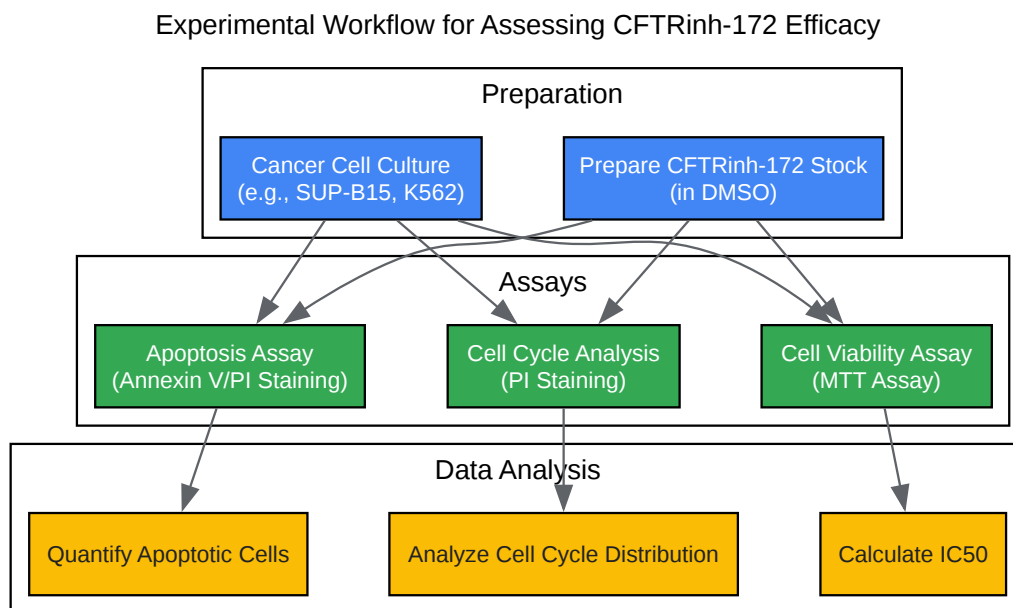 Experimental Workflow for Assessing CFTRinh-172 Efficacy
Preparation
Cancer Cell Culture
(e.g., SUP-B15, K562)
Prepare CFTRinh-172 Stock
(in DMSO)
Assays
Apoptosis Assay
(Annexin V/PI Staining)
Cell Cycle Analysis
(PI Staining)
Cell Viability Assay
(MTT Assay)
Data Analysis
Quantify Apoptotic Cells
Analyze Cell Cycle Distribution
Calculate IC50